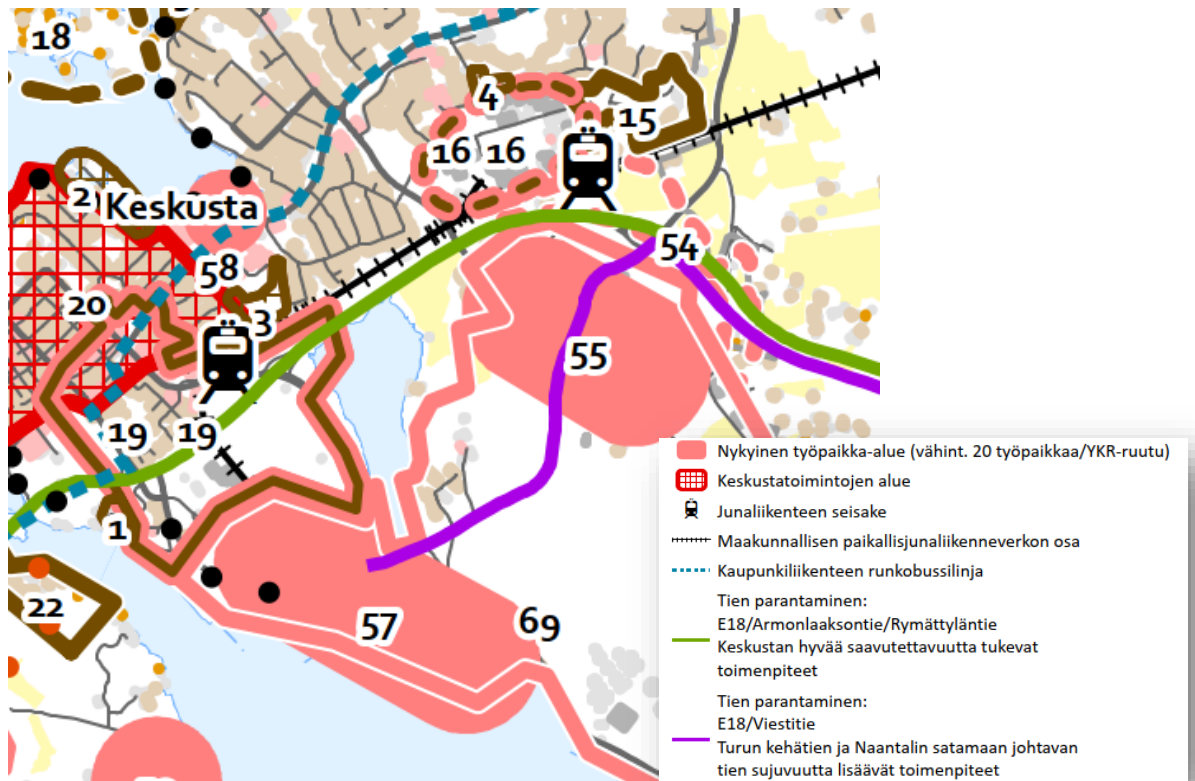 18
4
15
16 16
2
Keskusta
54
58
20
3
55
19 19
1
22
57
69
Nykyinen työpaikka-alue (vähint. 20 työpaikkaa/YKR-ruutu)
Keskustatoimintojen alue
Junaliikenteen seisake
Maakunnallisen paikallisjunaliikenneverkon osa
Kaupunkiliikenteen runkobussilinja
Tien parantaminen:
E18/Armonlaaksontie/Rymättyläntie
Keskustan hyvää saavutettavuutta tukevat
toimenpiteet
Tien parantaminen:
E18/Viestitie
Turun kehätien ja Naantalin satamaan johtavan
tien sujuvuutta lisäävät toimenpiteet